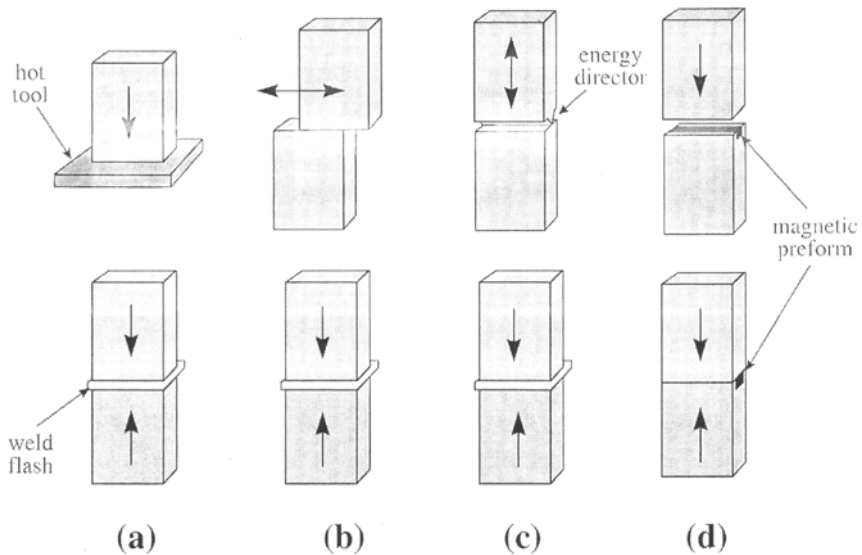 hot
tool
energy
director
magnetic
preform
weld
flash
(a)
(b)
(c)
(d)